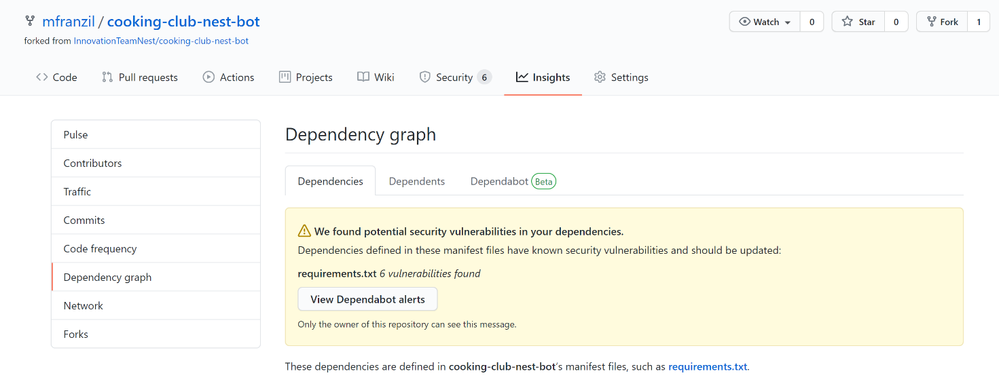 mfranzil / cooking-club-nest-bot
Watch 0 Star 0 Fork 1
forked from InnovationTeamNest/cooking-club-nest-bot
Code Pull requests Actions Projects Wiki Security 6 Insights Settings
Pulse
Contributors
Traffic
Commits
Code frequency
Dependency graph
Network
Forks
Dependency graph
Dependencies Dependents Dependabot Beta
We found potential security vulnerabilities in your dependencies.
Dependencies defined in these manifest files have known security vulnerabilities and should be updated:
requirements.txt 6 vulnerabilities found
View Dependabot alerts
Only the owner of this repository can see this message.
These dependencies are defined in cooking-club-nest-bot's manifest files, such as requirements.txt.